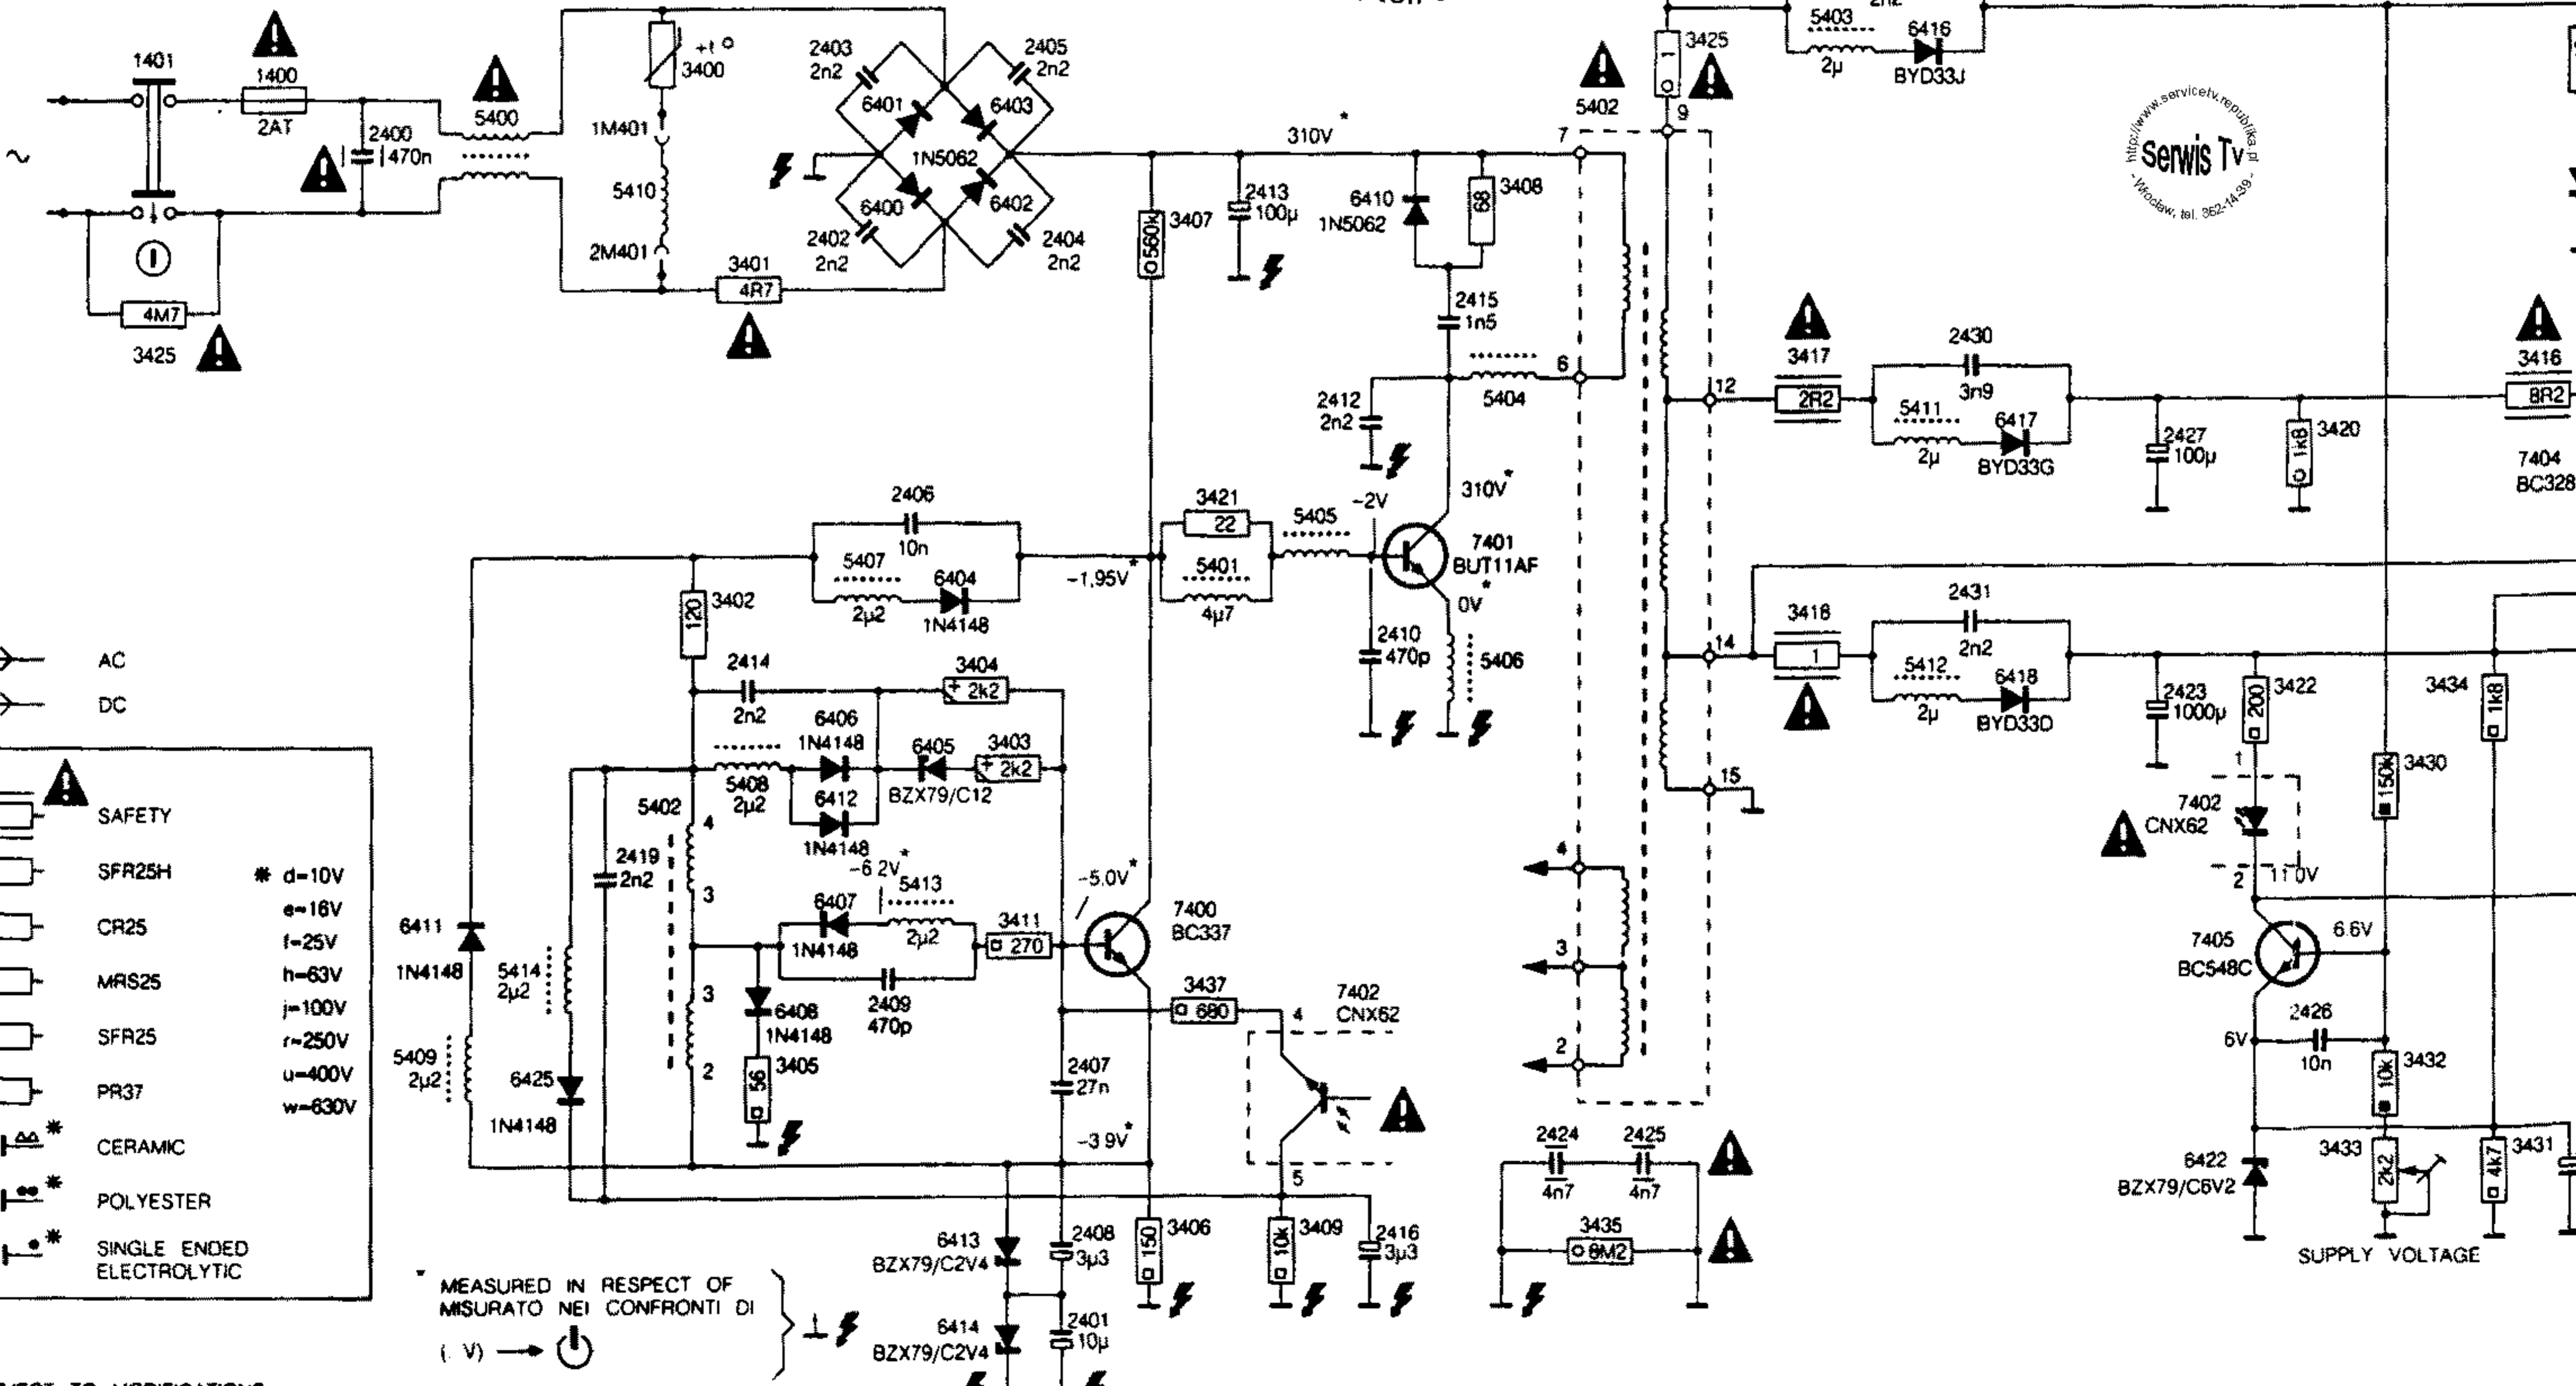 1401
1400
2AT
2400
470n
5400
+t°
3400
1M401
5410
2M401
3401
4R7
4M7
3425
2403
2n2
2405
2n2
6401
6403
1N5062
6400
6402
2402
2n2
2404
2n2
560k
3407
2413
100µ
310V*
6410
1N5062
68
3408
2415
1n5
5402
7
6
5404
2412
2n2
310V*
3425
1
9
2n2
5403
2µ
6416
BYD33J
http://www.servicetv.republika.pl
Serwis Tv
- Wrocław, tel. 362-14-39 -
12
3417
2R2
2430
3n9
5411
2µ
6417
BYD33G
2427
100µ
1k8
3420
3416
8R2
7404
BC328
2406
10n
5407
2µ2
6404
1N4148
-1,95V*
3421
22
5401
4µ7
5405
-2V
7401
BUT11AF
0V*
2410
470p
5406
120
3402
2414
2n2
3404
+ 2k2
6406
1N4148
6405
BZX79/C12
3403
+ 2k2
5408
2µ2
6412
1N4148
5402
4
3
3
2
2419
2n2
-6 2V*
5413
2µ2
6407
1N4148
-5.0V*
3411
270
2409
470p
7400
BC337
6411
1N4148
5414
2µ2
6408
1N4148
56
3405
5409
2µ2
6425
1N4148
2407
27n
3437
680
4
7402
CNX62
5
-3 9V*
6413
BZX79/C2V4
2408
3µ3
150
3406
10k
3409
2416
3µ3
6414
BZX79/C2V4
2401
10µ
14
3418
1
2431
2n2
5412
2µ
6418
BYD33D
2423
1000µ
200
3422
3434
1k8
15
150k
3430
1
7402
CNX62
2
11 0V
4
3
2
7405
BC548C
6.6V
6V
2426
10n
10k
3432
2424
4n7
2425
4n7
3435
8M2
6422
BZX79/C6V2
3433
2k2
4k7
3431
SUPPLY VOLTAGE
AC
DC
SAFETY
SFR25H
CR25
MRS25
SFR25
PR37
CERAMIC
POLYESTER
SINGLE ENDED
ELECTROLYTIC
* d=10V
e=16V
f=25V
h=63V
j=100V
r=250V
u=400V
w=630V
* MEASURED IN RESPECT OF
MISURATO NEI CONFRONTI DI
(. V)